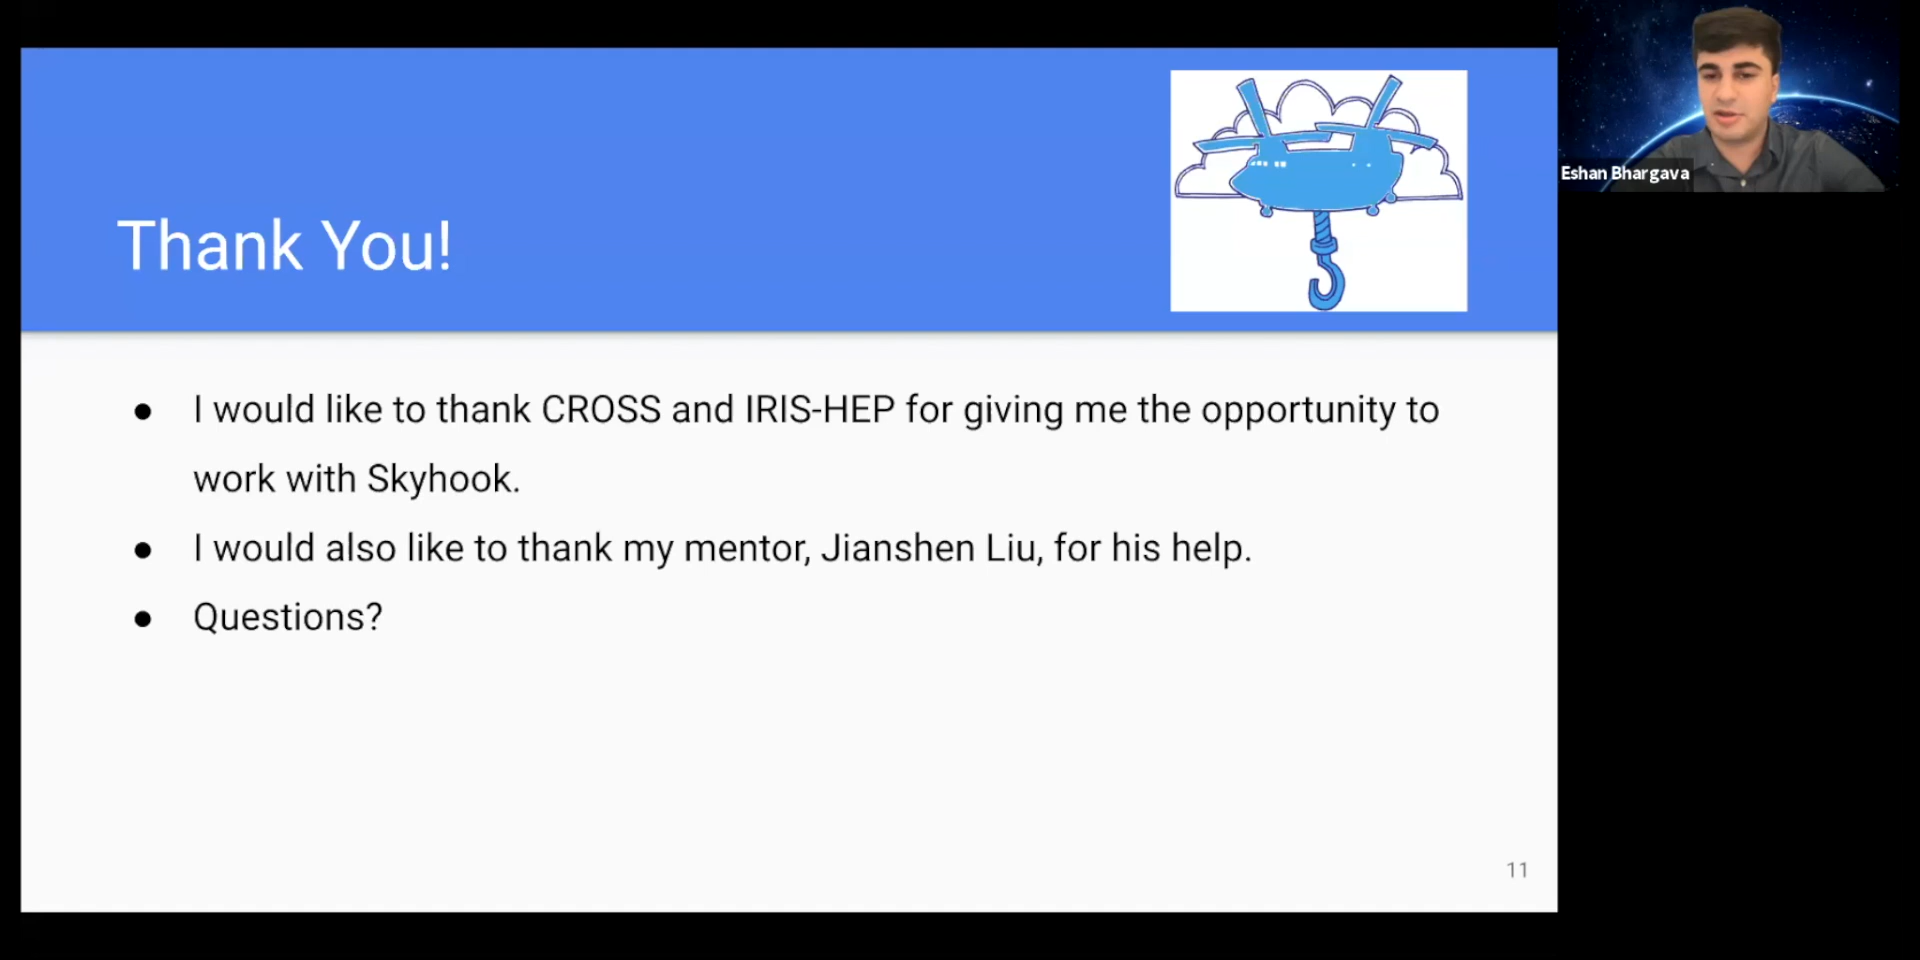 Thank You!
● I would like to thank CROSS and IRIS-HEP for giving me the opportunity to
work with Skyhook.
● I would also like to thank my mentor, Jianshen Liu, for his help.
● Questions?
11
Eshan Bhargava